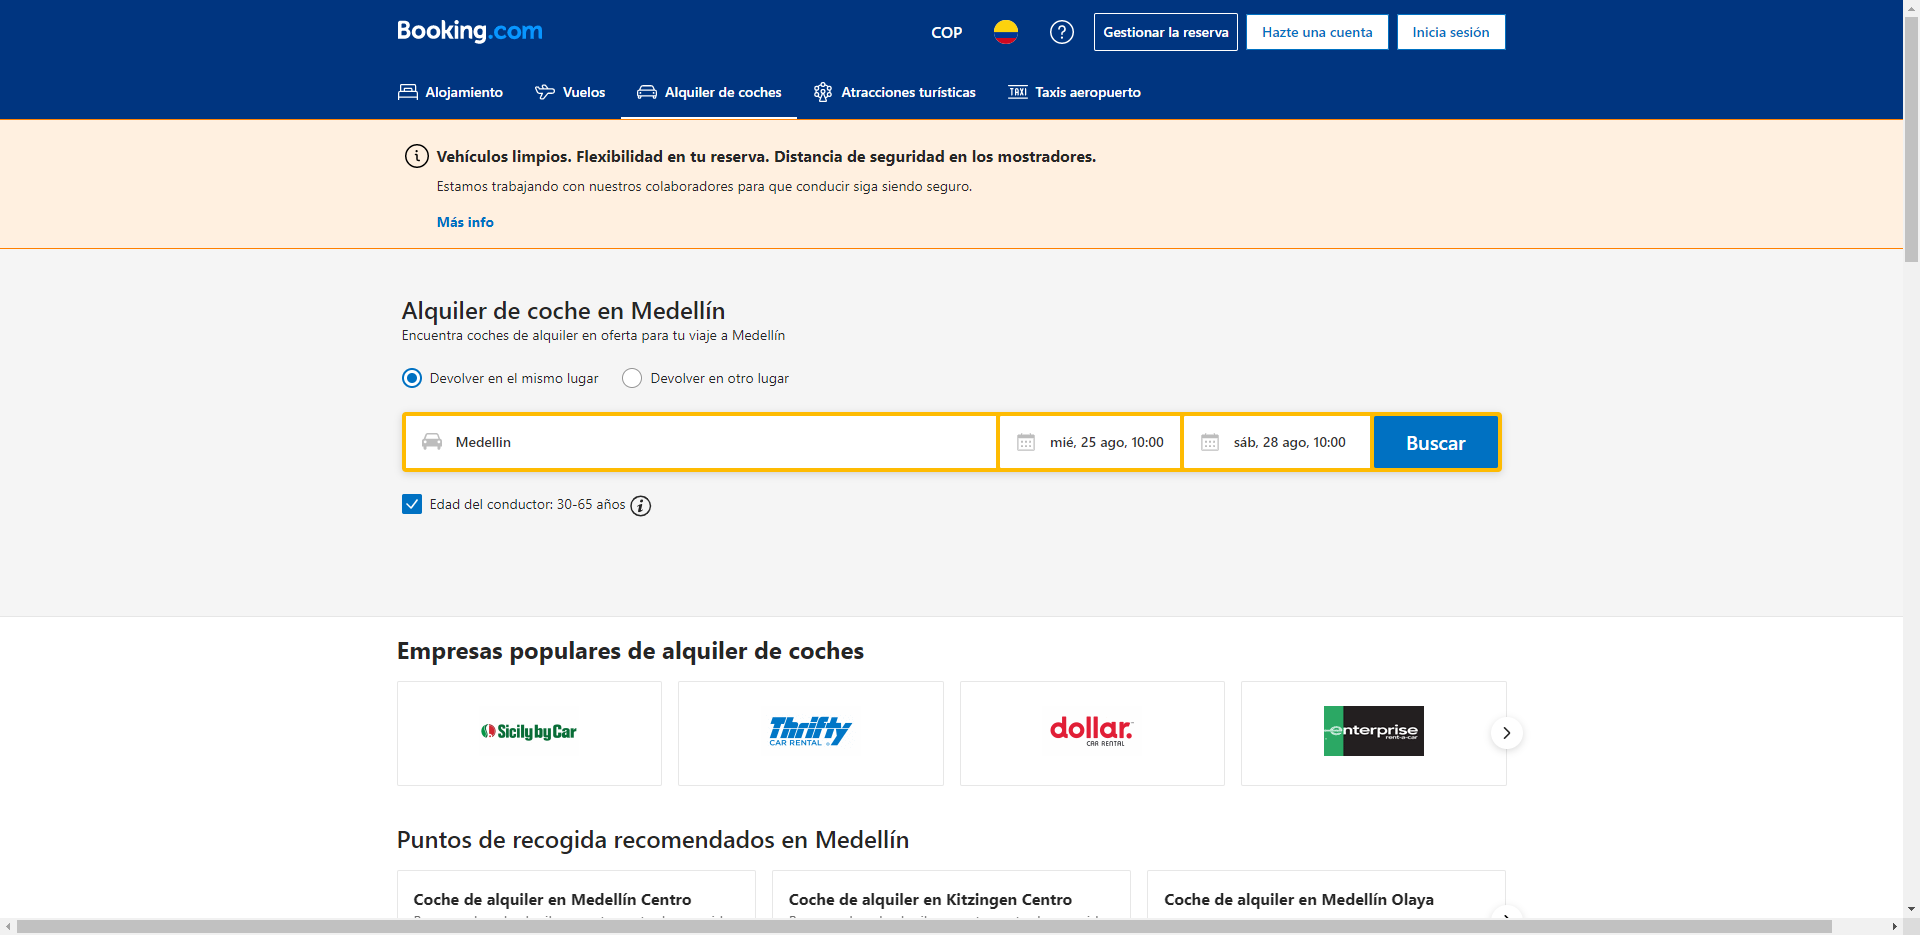 Booking.com
COP
Gestionar la reserva
Hazte una cuenta
Inicia sesión
Alojamiento
Vuelos
Alquiler de coches
Atracciones turísticas
TAXI
Taxis aeropuerto
Vehículos limpios. Flexibilidad en tu reserva. Distancia de seguridad en los mostradores.
Estamos trabajando con nuestros colaboradores para que conducir siga siendo seguro.
Más info
Alquiler de coche en Medellín
Encuentra coches de alquiler en oferta para tu viaje a Medellín
Devolver en el mismo lugar
Devolver en otro lugar
Medellin
mié, 25 ago, 10:00
sáb, 28 ago, 10:00
Buscar
Edad del conductor: 30-65 años
Empresas populares de alquiler de coches
Sicily by Car
Thrifty
CAR RENTAL
dollar.
CAR RENTAL
enterprise
rent-a-car
Puntos de recogida recomendados en Medellín
Coche de alquiler en Medellín Centro
Coche de alquiler en Kitzingen Centro
Coche de alquiler en Medellín Olaya